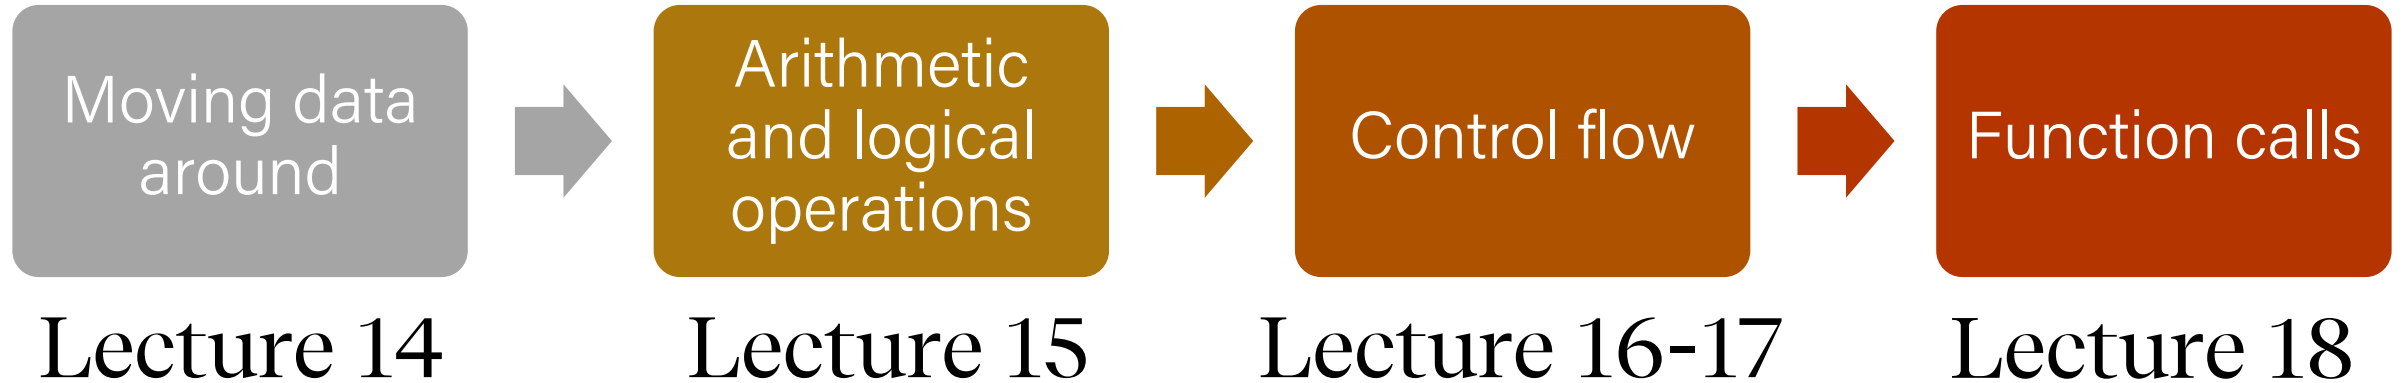 Moving data
around
Arithmetic
and logical
operations
Control flow
Function calls
Lecture 14
Lecture 15
Lecture 16-17
Lecture 18